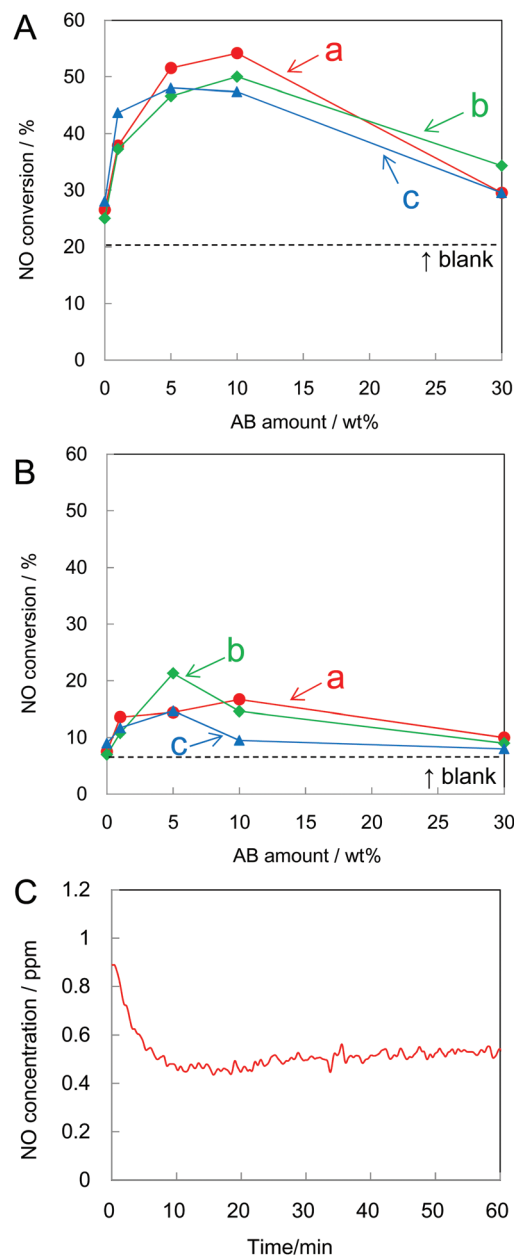 A
60
50
40
30
20
10
0
NO conversion / %
a
b
c
↑ blank
0 5 10 15 20 25 30
AB amount / wt%
B
60
50
40
30
20
10
0
NO conversion / %
b
a
c
↑ blank
0 5 10 15 20 25 30
AB amount / wt%
C
1.2
1
0.8
0.6
0.4
0.2
0
NO concentration / ppm
0 10 20 30 40 50 60
Time/min